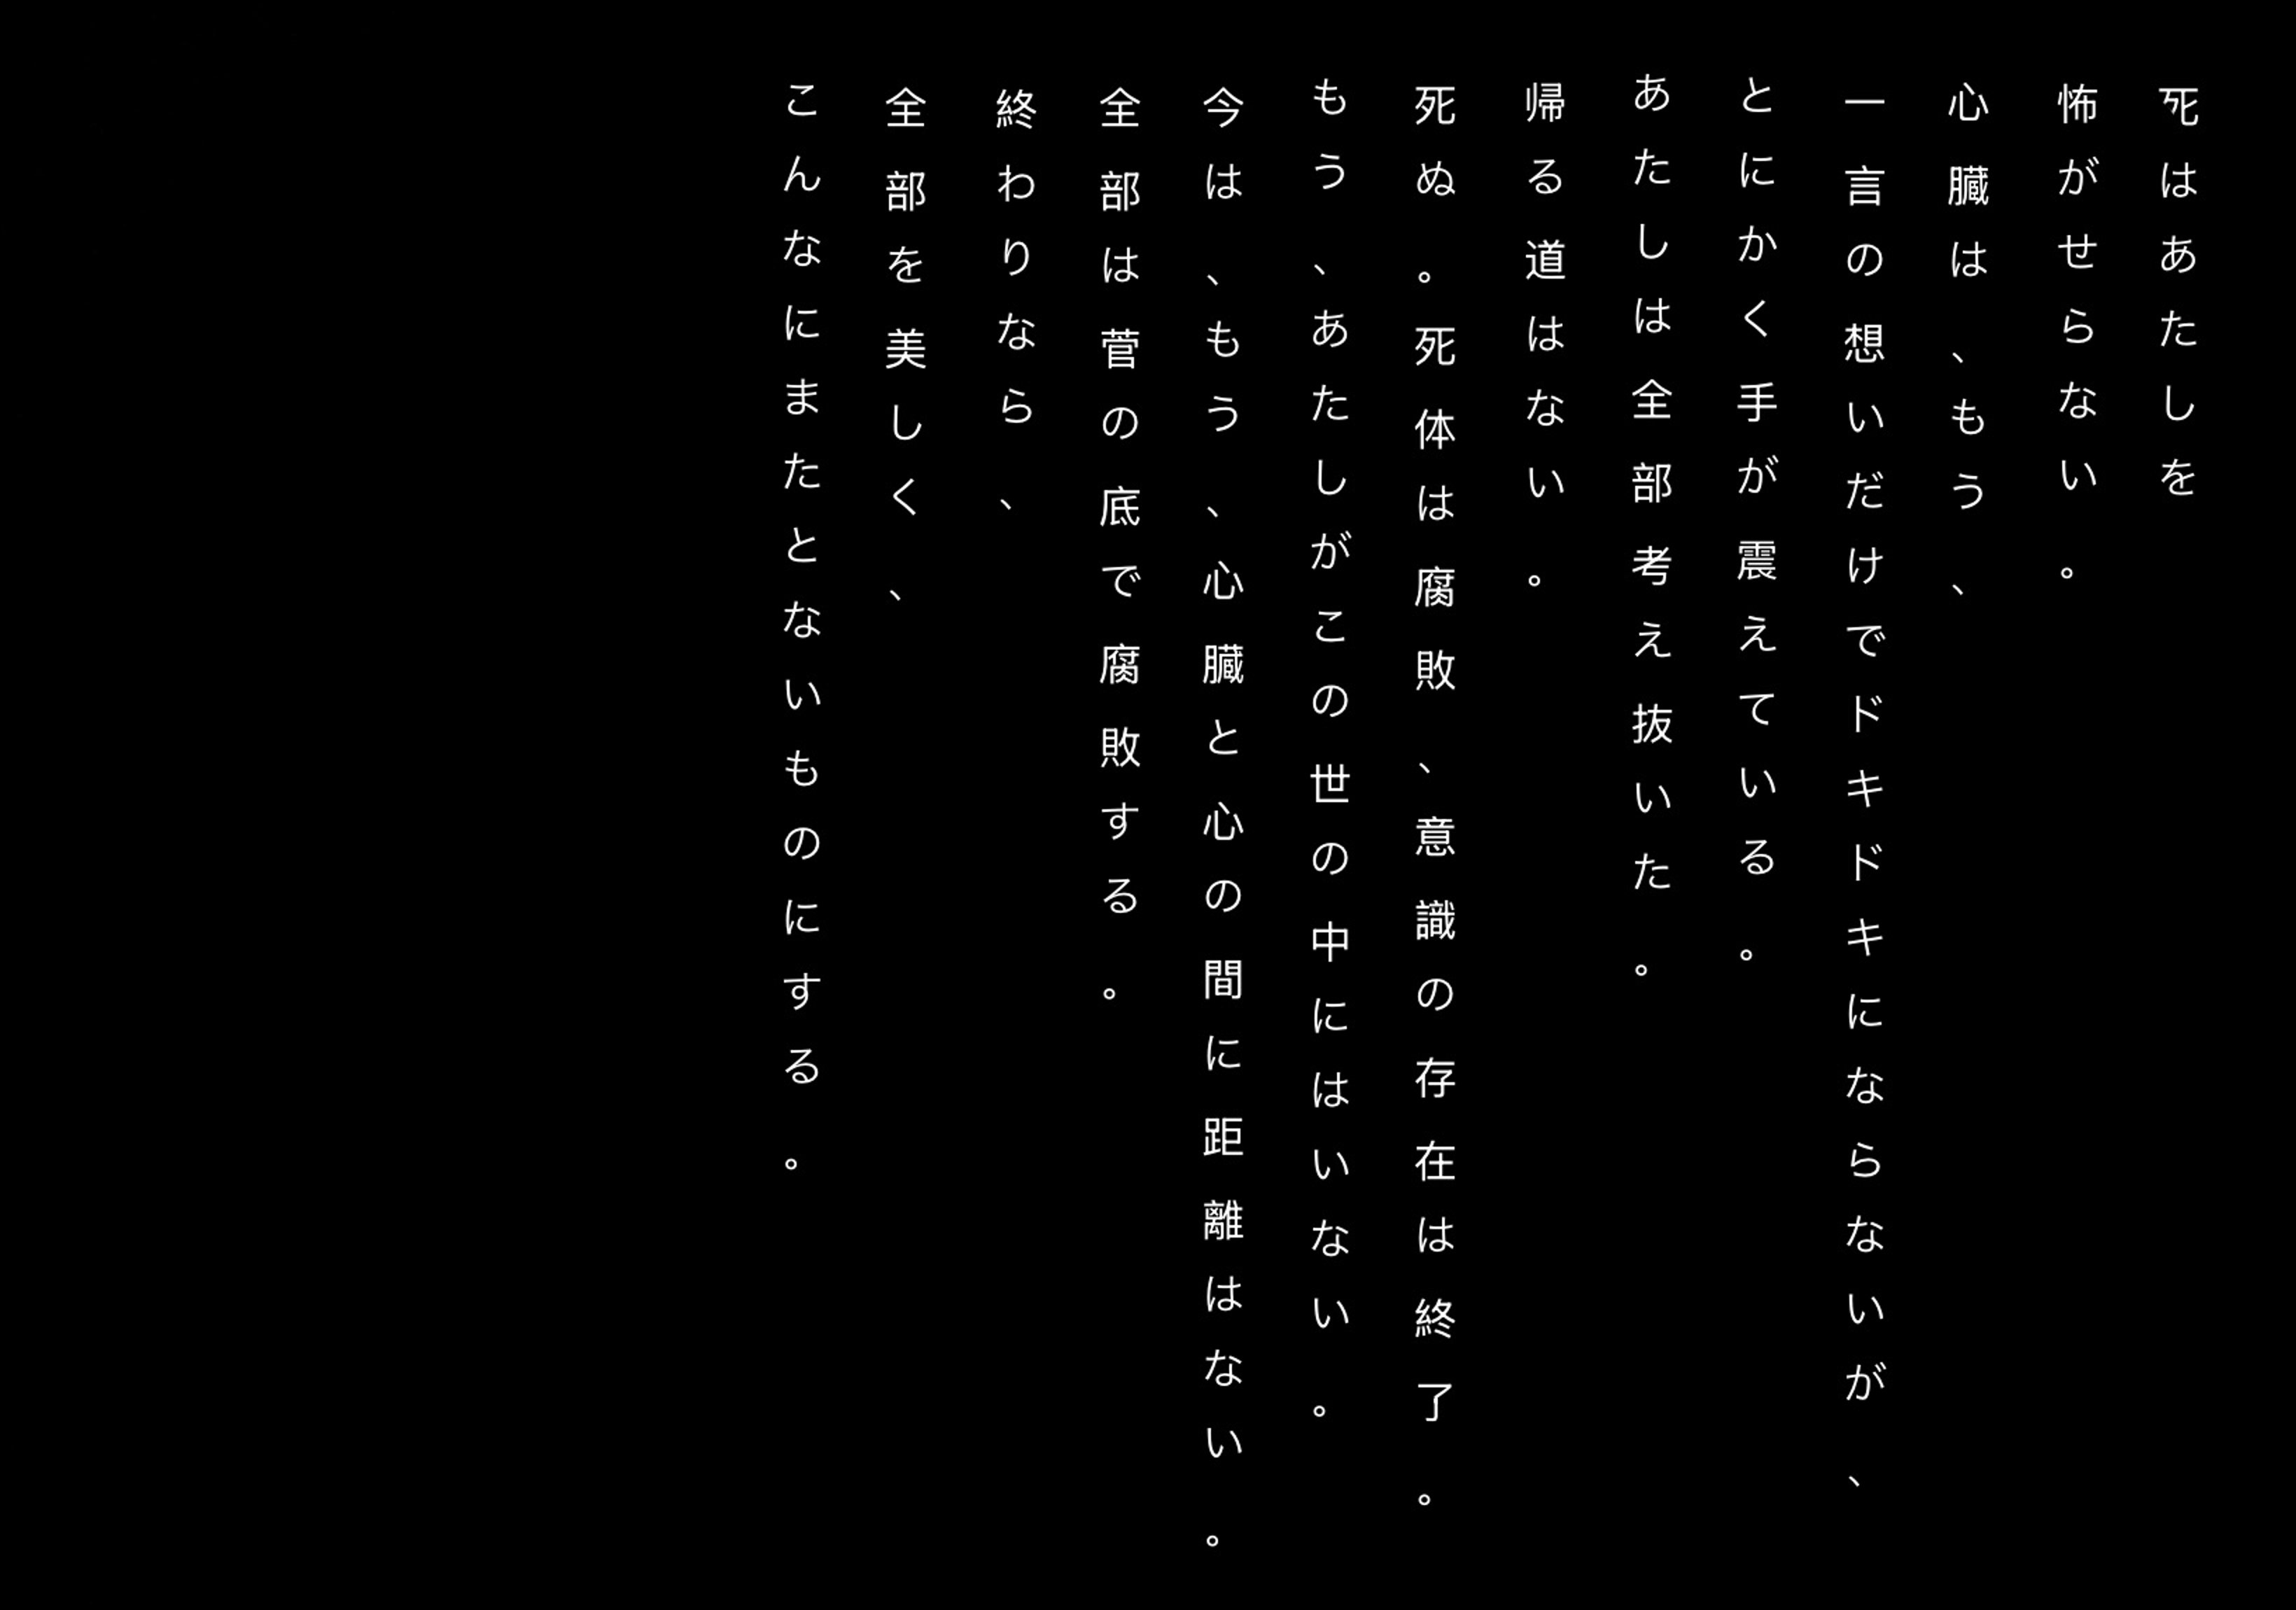 死はあたしを
怖がせらない。
心臓は、もう、
一言の想いだけでドキドキにならないが、
とにかく手が震えている。
あたしは全部考え抜いた。
帰る道はない。
死ぬ。死体は腐敗、意識の存在は終了。
もう、あたしがこの世の中にはいない。
今は、もう、心臓と心の間に距離はない。
全部は菅の底で腐敗する。
終わりなら、
全部を美しく、
こんなにまたとないものにする。